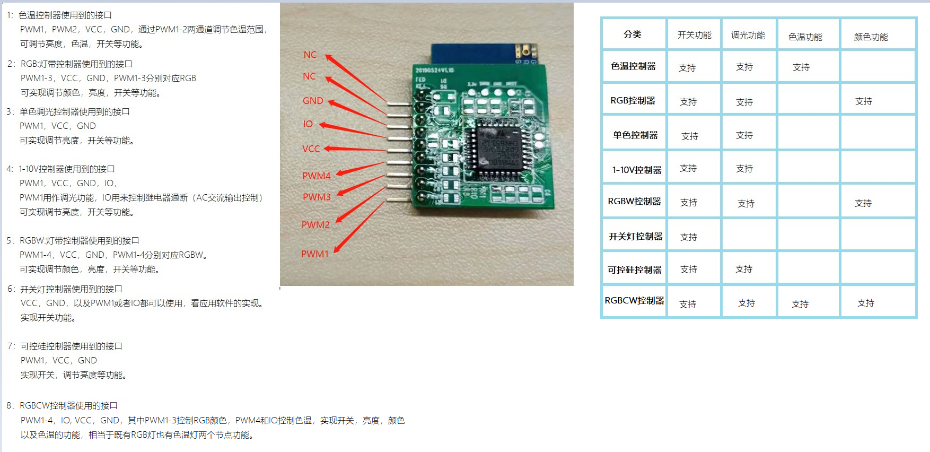 1：色温控制器使用到的接口
PWM1，PWM2，VCC，GND，通过PWM1-2两通道调节色温范围，
可调节亮度，色温，开关等功能。
2：RGB灯带控制器使用到的接口
PWM1-3，VCC，GND，PWM1-3分别对应RGB
可实现调节颜色，亮度，开关等功能。
3．单色调光控制器使用到的接口
PWM1，VCC，GND
可实现调节亮度，开关等功能。
4：1-10V控制器使用到的接口
PWM1，VCC，GND，IO，
PWM1用作调光功能，IO用来控制继电器通断（AC交流输出控制）
可实现调节亮度，开关等功能。
5．RGBW灯带控制器使用到的接口
PWM1-4，VCC，GND，PWM1-4分别对应RGBW。
可实现调节颜色，亮度，开关等功能。
6：开关灯控制器使用到的接口
VCC，GND，以及PWM1或者IO都可以使用，看应用软件的实现。
实现开关功能。
7：可控硅控制器使用到的接口
PWM1，VCC，GND
实现开关，调节亮度等功能。
8．RGBCW控制器使用的接口
PWM1-4，IO, VCC，GND，其中PWM1-3控制RGB颜色，PWM4和IO控制色温，实现开关，亮度，颜色
以及色温的功能，相当于既有RGB灯也有色温灯两个节点功能。
NC
NC
GND
IO
VCC
PWM4
PWM3
PWM2
PWM1
20190524V1.10
分类 开关功能 调光功能 色温功能 颜色功能
色温控制器 支持 支持 支持
RGB控制器 支持 支持 支持
单色控制器 支持 支持
1-10V控制器 支持 支持
RGBW控制器 支持 支持 支持
开关灯控制器 支持
可控硅控制器 支持 支持
RGBCW控制器 支持 支持 支持 支持